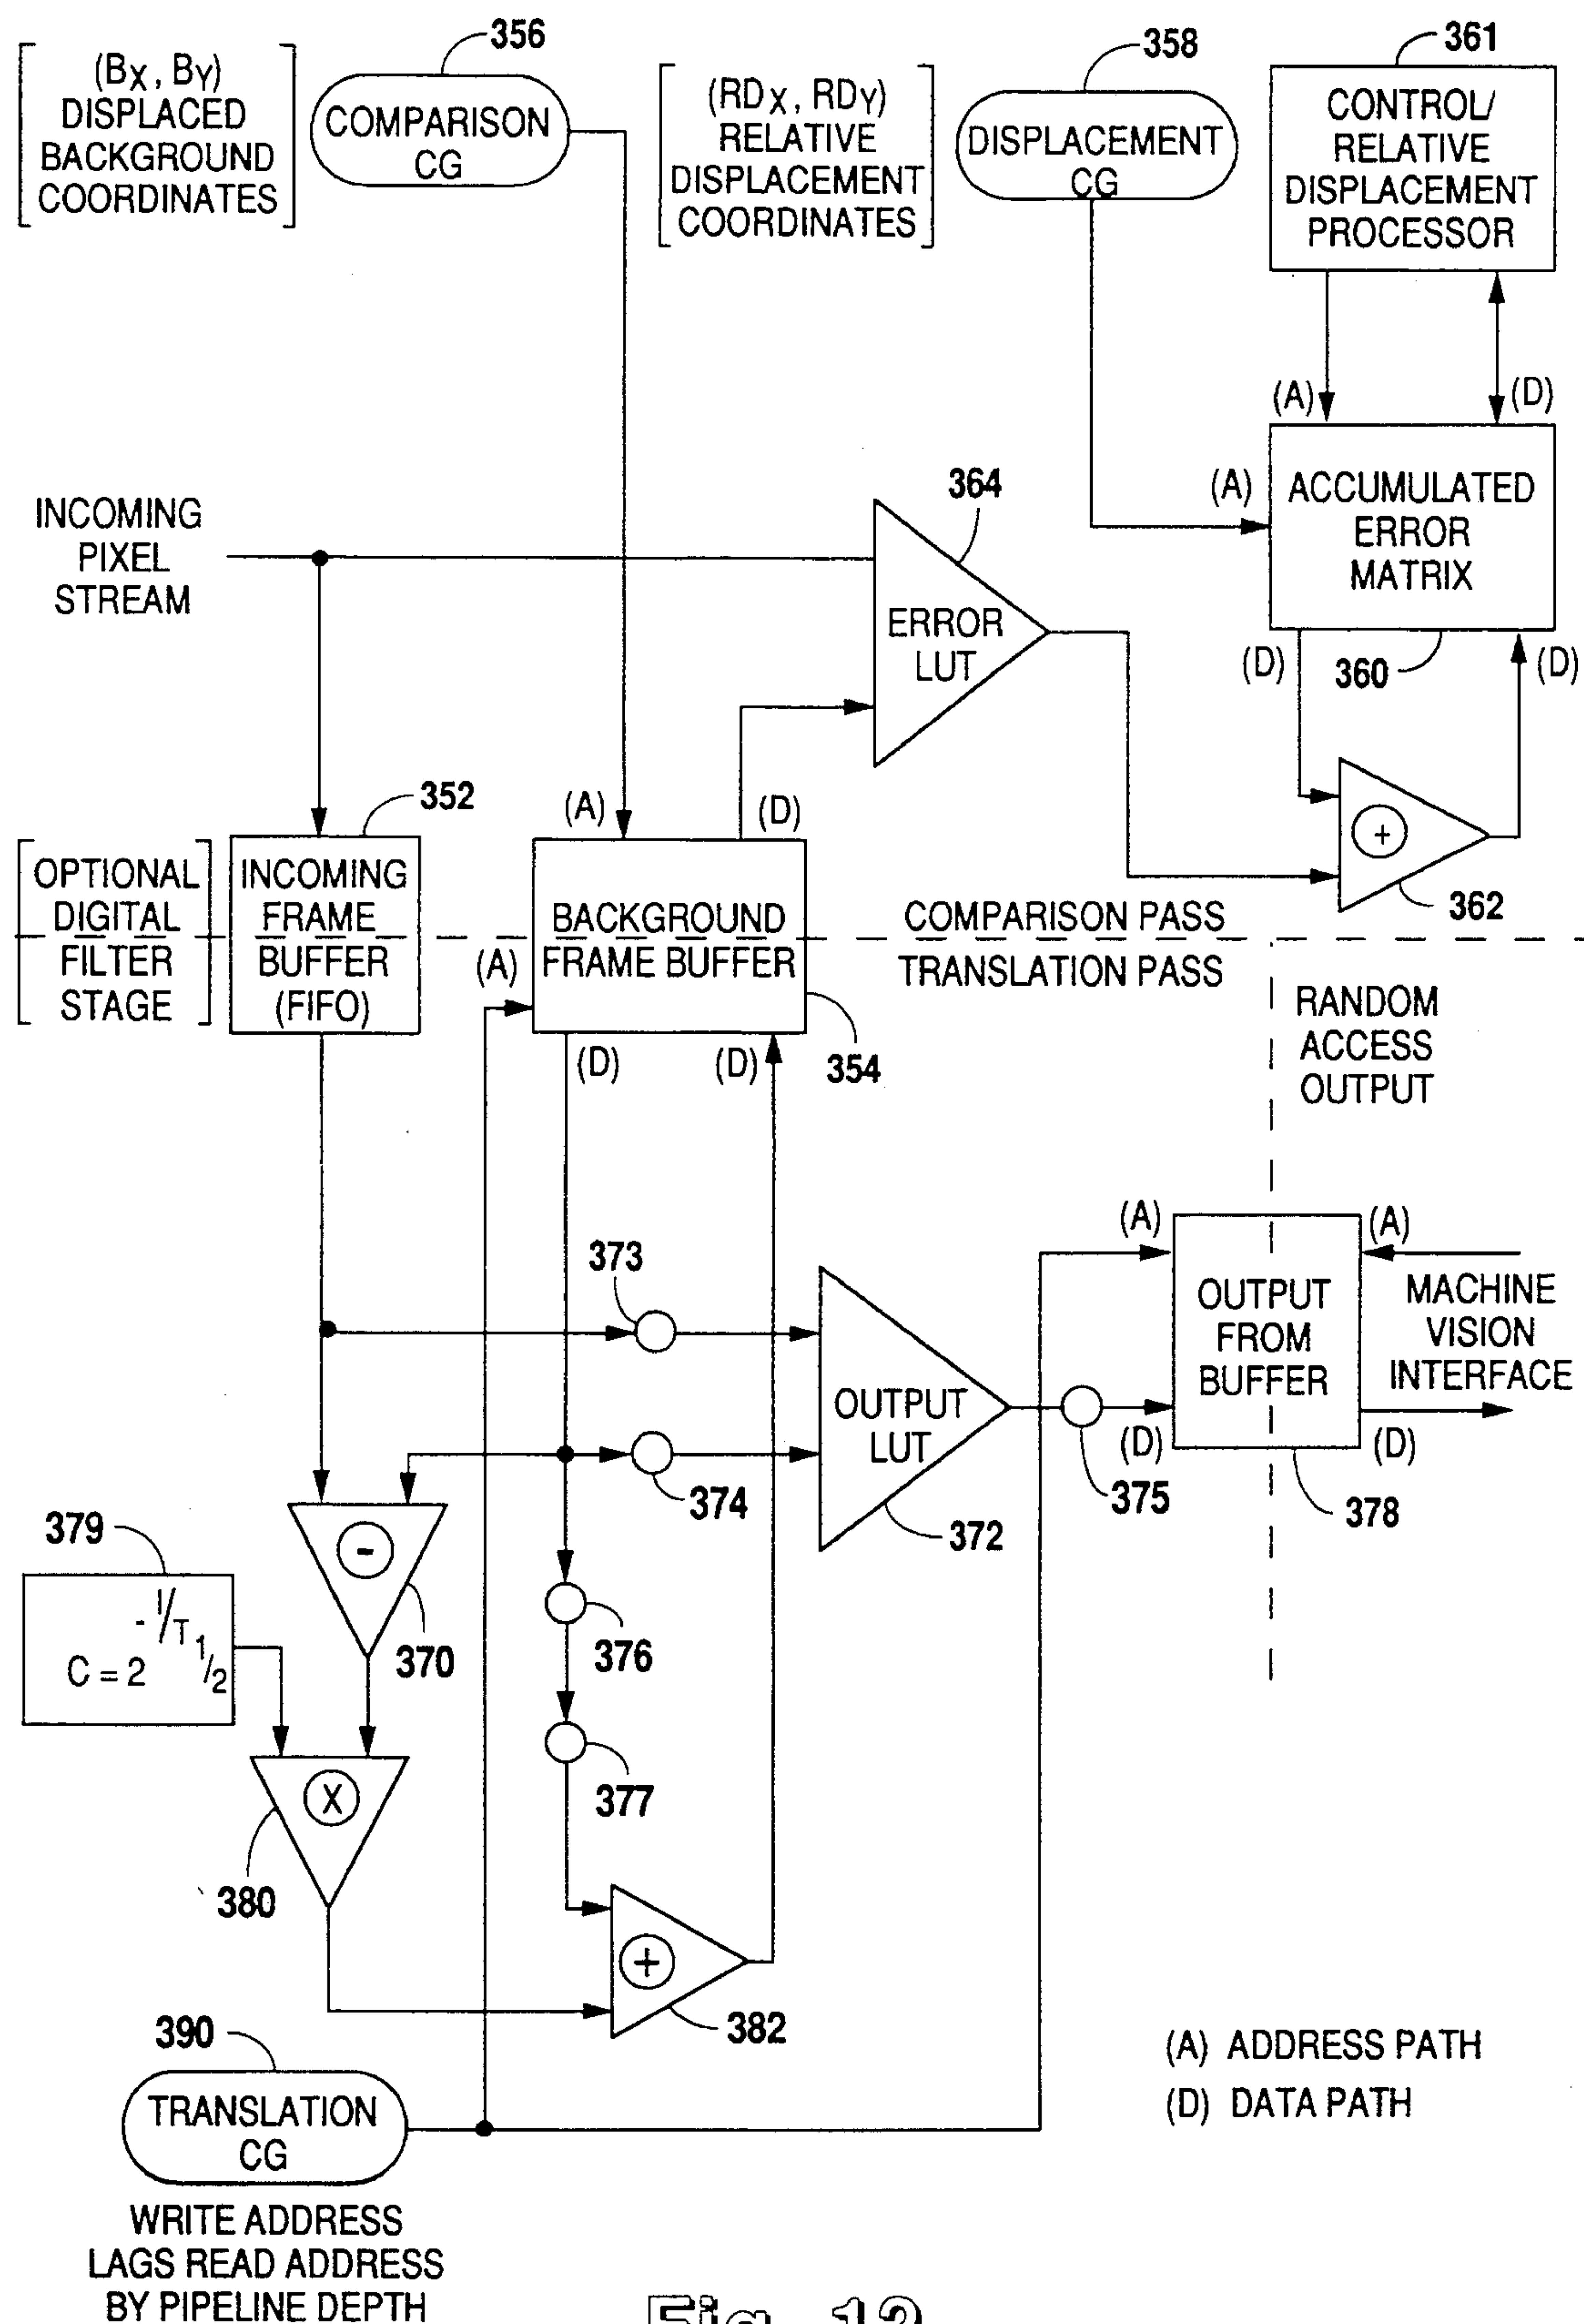 356
358
361
(BX, BY)
DISPLACED
BACKGROUND
COORDINATES
COMPARISON
CG
(RDX, RDY)
RELATIVE
DISPLACEMENT
COORDINATES
DISPLACEMENT
CG
CONTROL/
RELATIVE
DISPLACEMENT
PROCESSOR
(A)
(D)
INCOMING
PIXEL
STREAM
364
(A)
ACCUMULATED
ERROR
MATRIX
ERROR
LUT
(D)
360
(D)
352
(A)
(D)
+
362
OPTIONAL
DIGITAL
FILTER
STAGE
INCOMING
FRAME
BUFFER
(FIFO)
BACKGROUND
FRAME BUFFER
(A)
COMPARISON PASS
TRANSLATION PASS
(D)
(D)
354
RANDOM
ACCESS
OUTPUT
373
(A)
(A)
OUTPUT
FROM
BUFFER
MACHINE
VISION
INTERFACE
OUTPUT
LUT
374
375
(D)
(D)
378
372
379
-
C = 2 - 1/T 1/2
370
376
X
377
380
+
382
390
TRANSLATION
CG
(A) ADDRESS PATH
(D) DATA PATH
WRITE ADDRESS
LAGS READ ADDRESS
BY PIPELINE DEPTH